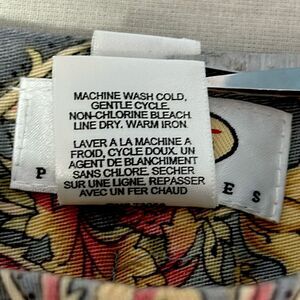 MACHINE WASH COLD,
GENTLE CYCLE.
NON-CHLORINE BLEACH.
LINE DRY. WARM IRON.
LAVER A LA MACHINE A
FROID, CYCLE DOUX. UN
AGENT DE BLANCHIMENT
SANS CHLORE. SECHER
SUR UNE LIGNE, REPASSER
AVEC UN FER CHAUD
P
ES